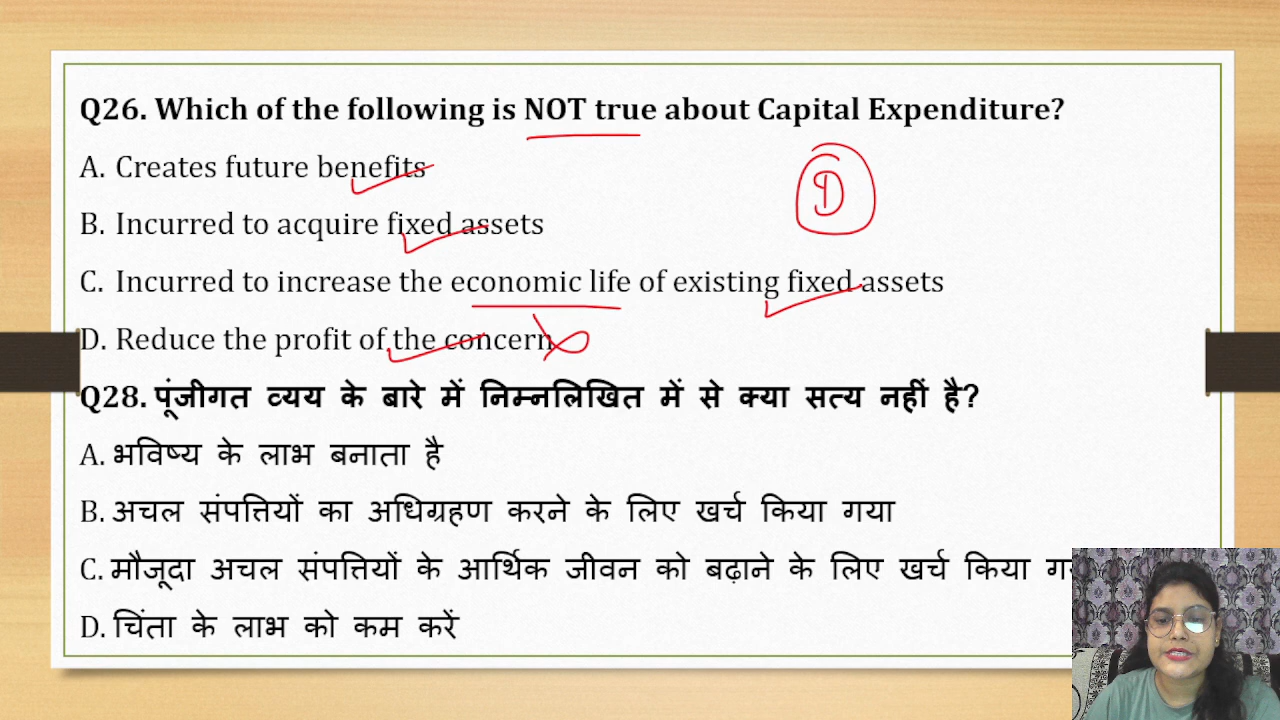 Q26. Which of the following is NOT true about Capital Expenditure?
A. Creates future benefits
D
B. Incurred to acquire fixed assets
C. Incurred to increase the economic life of existing fixed assets
D. Reduce the profit of the concern
Q28. पूंजीगत व्यय के बारे में निम्नलिखित में से क्या सत्य नहीं है?
A. भविष्य के लाभ बनाता है
B. अचल संपत्तियों का अधिग्रहण करने के लिए खर्च किया गया
C. मौजूदा अचल संपत्तियों के आर्थिक जीवन को बढ़ाने के लिए खर्च किया
D. चिंता के लाभ को कम करें